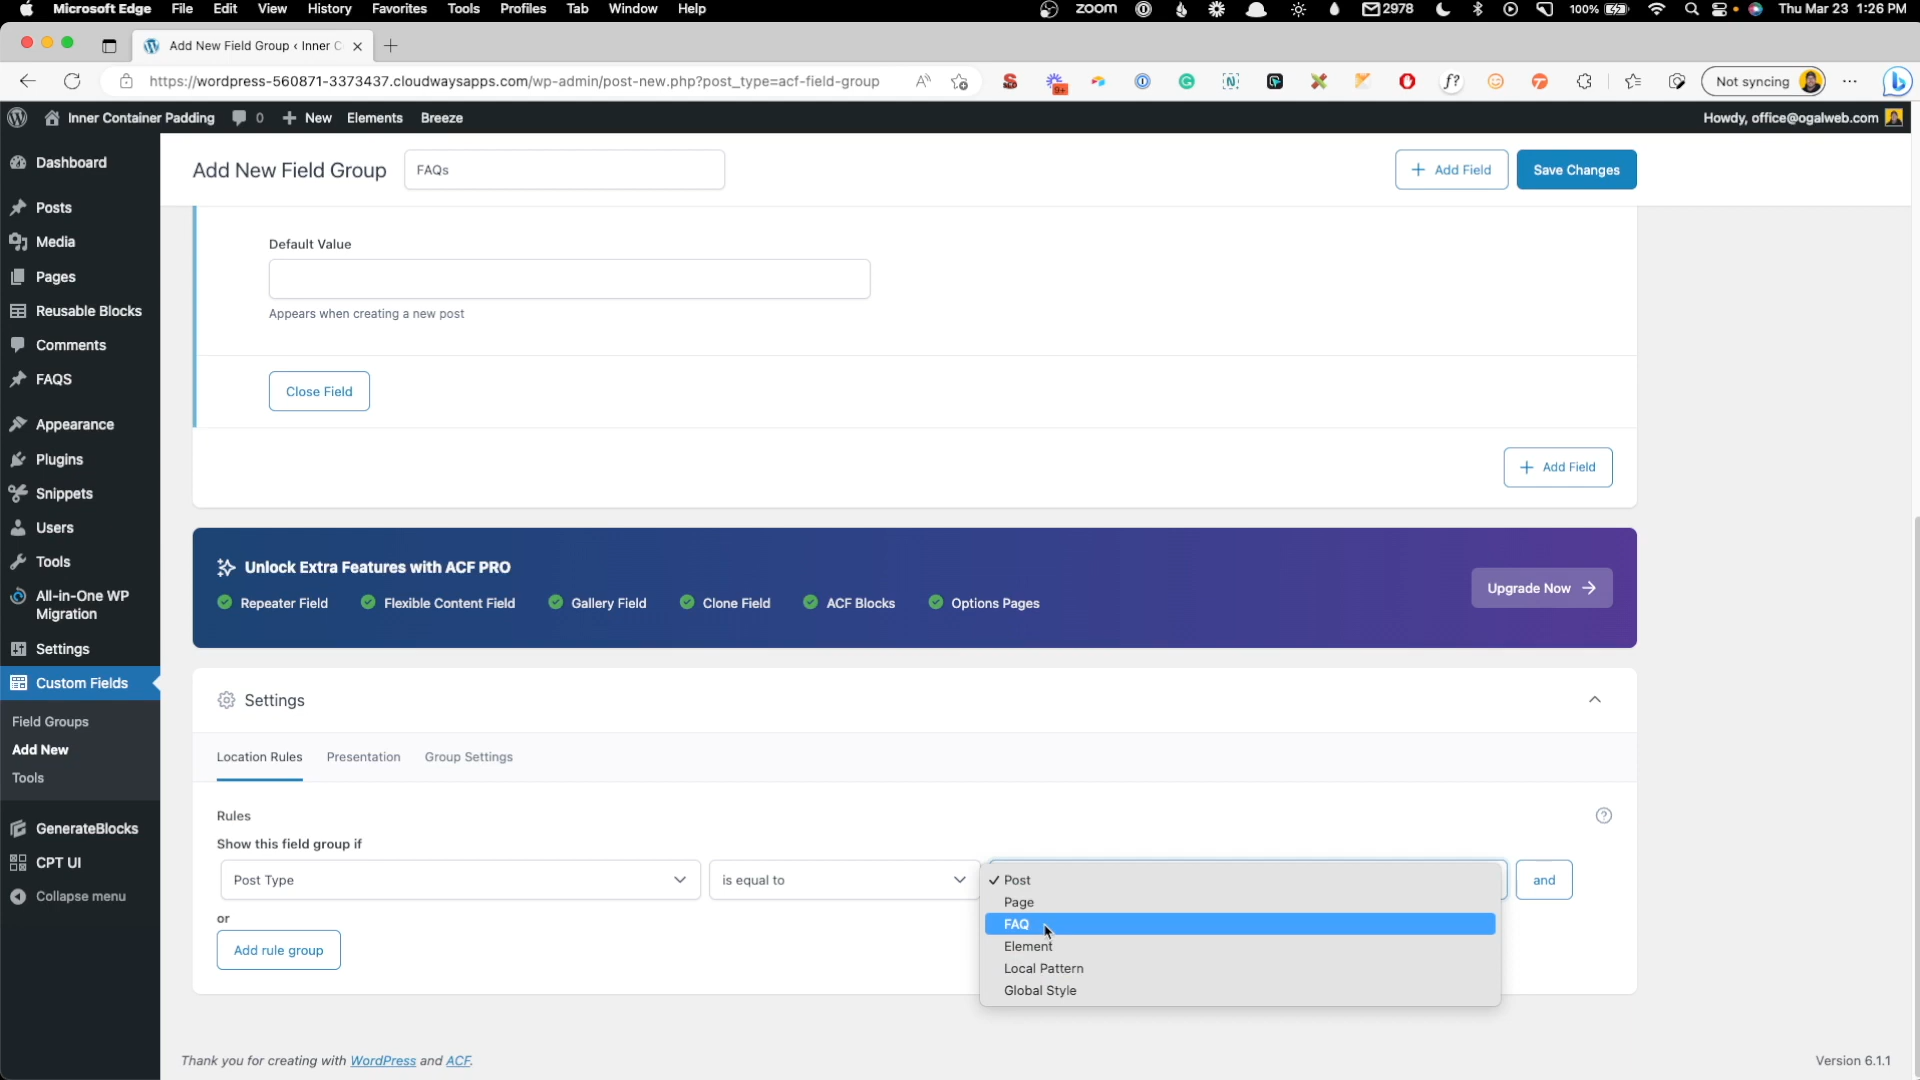 Microsoft Edge File Edit View History Favorites Tools Profiles Tab Window Help zoom 2978 100% Thu Mar 23 1:26 PM
Add New Field Group ‹ Inner C
https://wordpress-560871-3373437.cloudwaysapps.com/wp-admin/post-new.php?post_type=acf-field-group 9+ f? Not syncing
Inner Container Padding 0 New Elements Breeze Howdy, office@ogalweb.com
Dashboard
Posts
Media
Pages
Reusable Blocks
Comments
FAQS
Appearance
Plugins
Snippets
Users
Tools
All-in-One WP
Migration
Settings
Custom Fields
Field Groups
Add New
Tools
GenerateBlocks
CPT UI
Collapse menu
Add New Field Group FAQs Add Field Save Changes
Default Value
Appears when creating a new post
Close Field
Add Field
Unlock Extra Features with ACF PRO
Repeater Field Flexible Content Field Gallery Field Clone Field ACF Blocks Options Pages
Upgrade Now
Settings
Location Rules Presentation Group Settings
Rules
Show this field group if
Post Type is equal to Post and
Page
FAQ
Element
Local Pattern
Global Style
or
Add rule group
Thank you for creating with WordPress and ACF.
Version 6.1.1